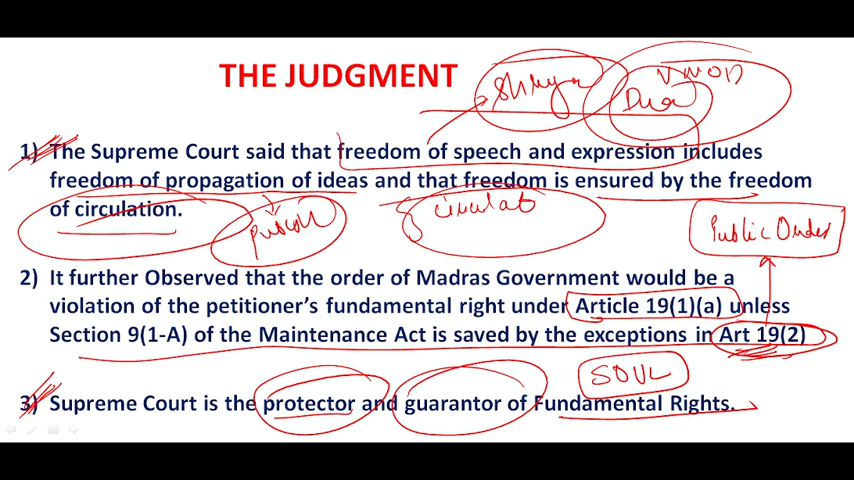 THE JUDGMENT
Shreya
VMOD
1) The Supreme Court said that freedom of speech and expression includes
freedom of propagation of ideas and that freedom is ensured by the freedom
of circulation.
circulat
Public Order
2) It further Observed that the order of Madras Government would be a
violation of the petitioner's fundamental right under Article 19(1)(a) unless
Section 9(1-A) of the Maintenance Act is saved by the exceptions in Art 19(2)
SOUL
3) Supreme Court is the protector and guarantor of Fundamental Rights.